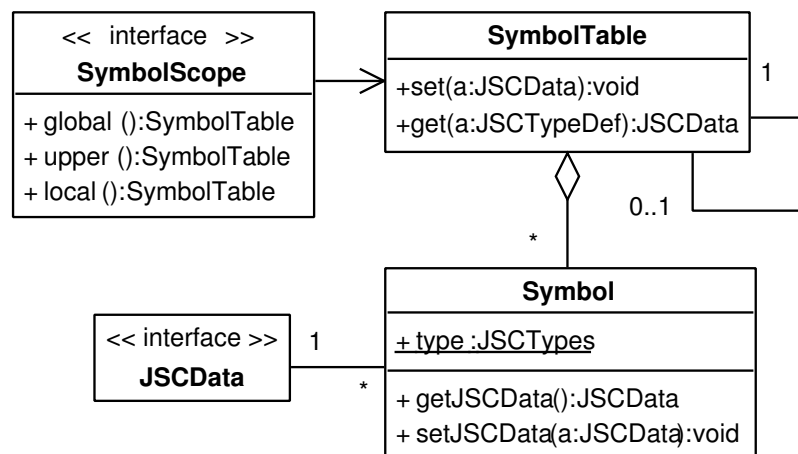 << interface >>
SymbolScope
+ global ():SymbolTable
+ upper ():SymbolTable
+ local ():SymbolTable
SymbolTable
+set(a:JSCData):void
+get(a:JSCTypeDef):JSCData
1
0..1
*
Symbol
+ type :JSCTypes
+ getJSCData():JSCData
+ setJSCData(a:JSCData):void
<< interface >>
JSCData
1
*